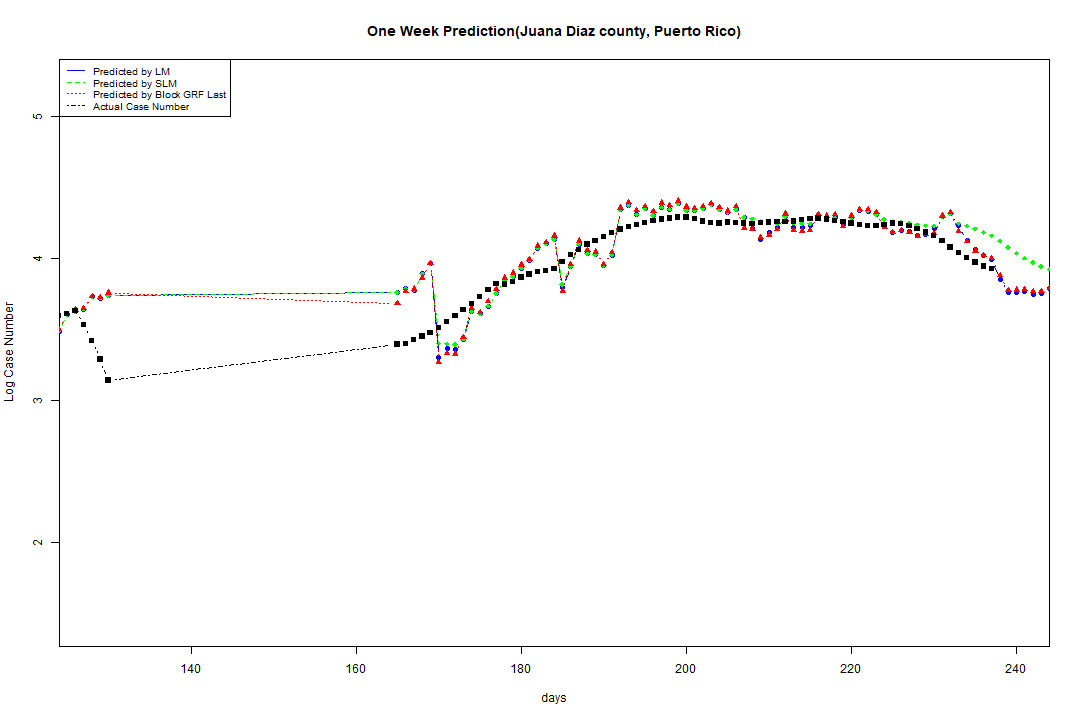 One Week Prediction(Juana Diaz county, Puerto Rico)
Predicted by LM
Predicted by SLM
Predicted by Block GRF Last
Actual Case Number
5
4
3
2
Log Case Number
140 160 180 200 220 240
days